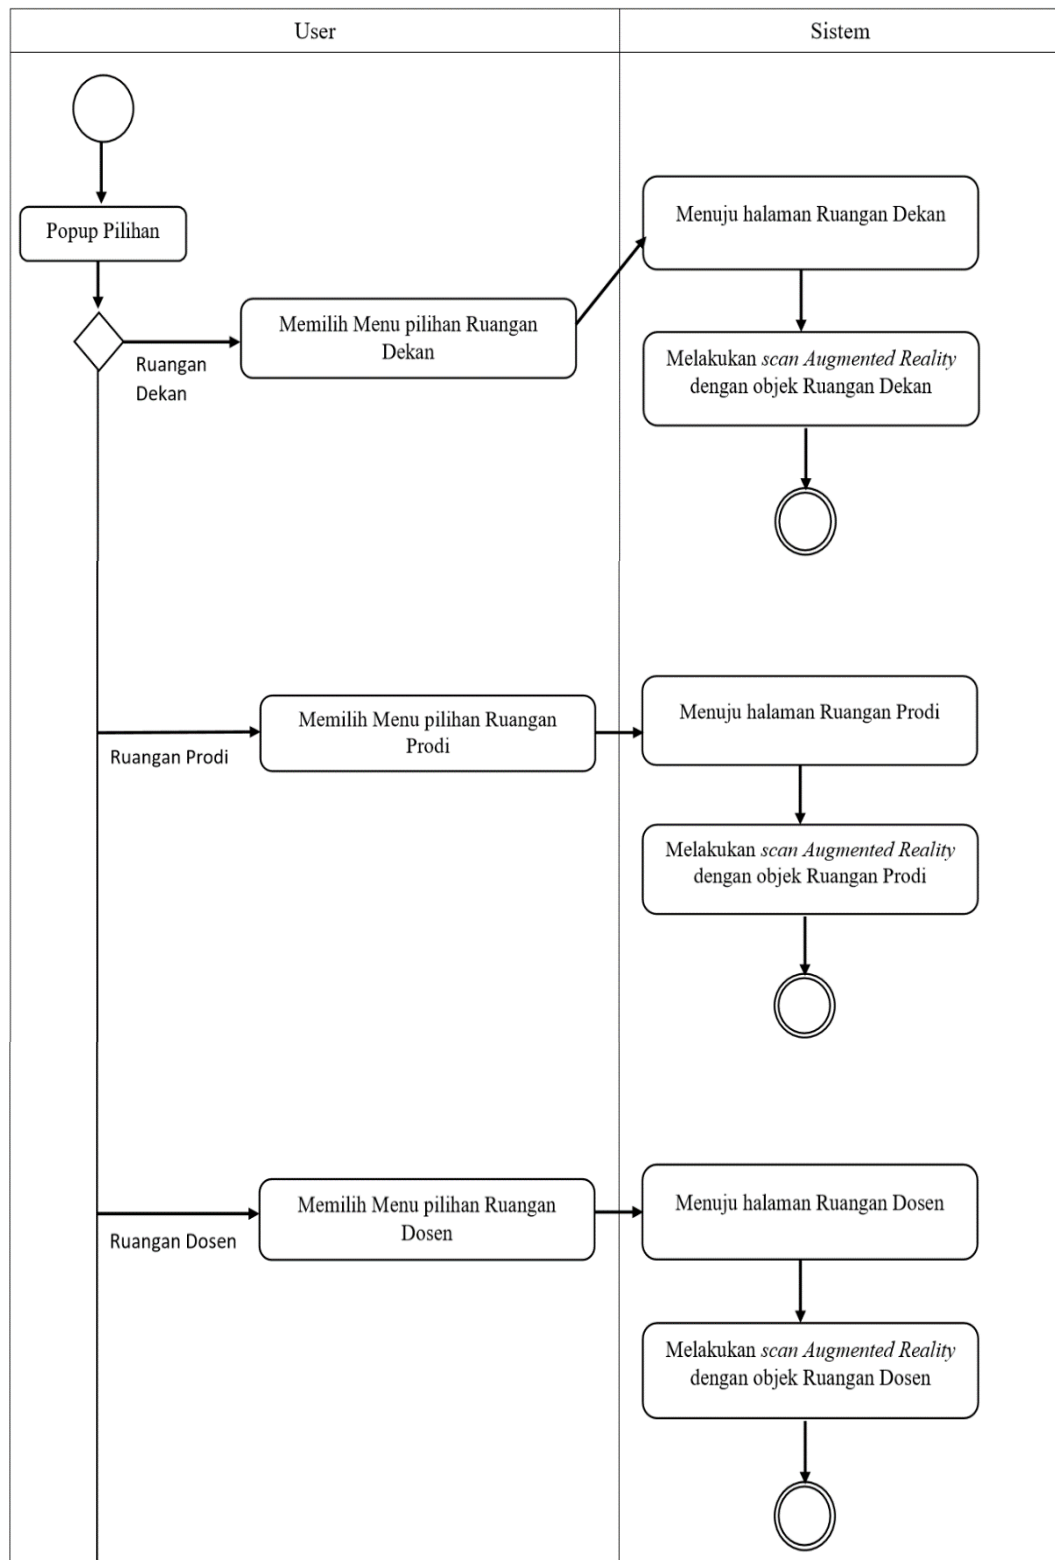 User
Sistem
Popup Pilihan
Menuju halaman Ruangan Dekan
Memilih Menu pilihan Ruangan
Dekan
Ruangan
Dekan
Melakukan scan Augmented Reality
dengan objek Ruangan Dekan
Ruangan Prodi
Memilih Menu pilihan Ruangan
Prodi
Menuju halaman Ruangan Prodi
Melakukan scan Augmented Reality
dengan objek Ruangan Prodi
Ruangan Dosen
Memilih Menu pilihan Ruangan
Dosen
Menuju halaman Ruangan Dosen
Melakukan scan Augmented Reality
dengan objek Ruangan Dosen